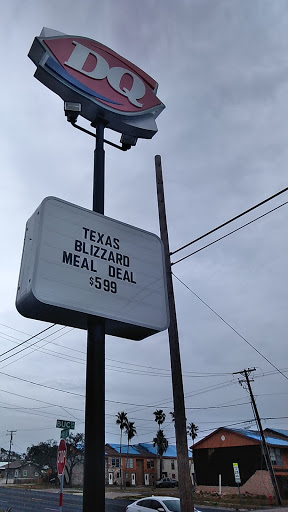 DQ
TEXAS
BLIZZARD
MEAL DEAL
$599